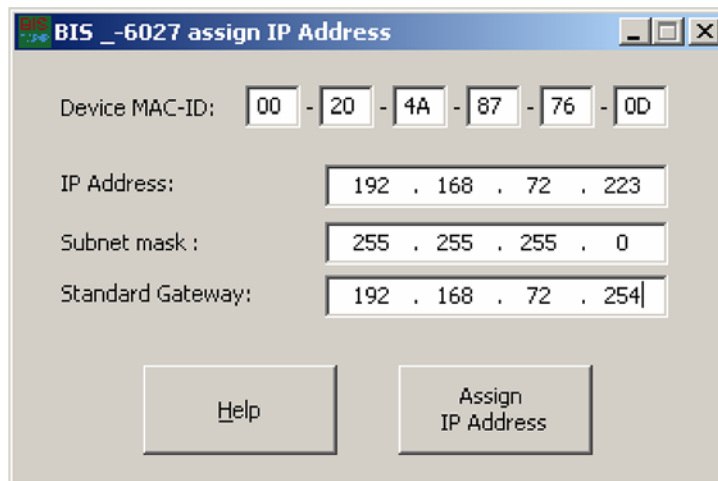 BIS _-6027 assign IP Address
Device MAC-ID: 00 - 20 - 4A - 87 - 76 - 0D
IP Address: 192 . 168 . 72 . 223
Subnet mask : 255 . 255 . 255 . 0
Standard Gateway: 192 . 168 . 72 . 254
Help
Assign
IP Address